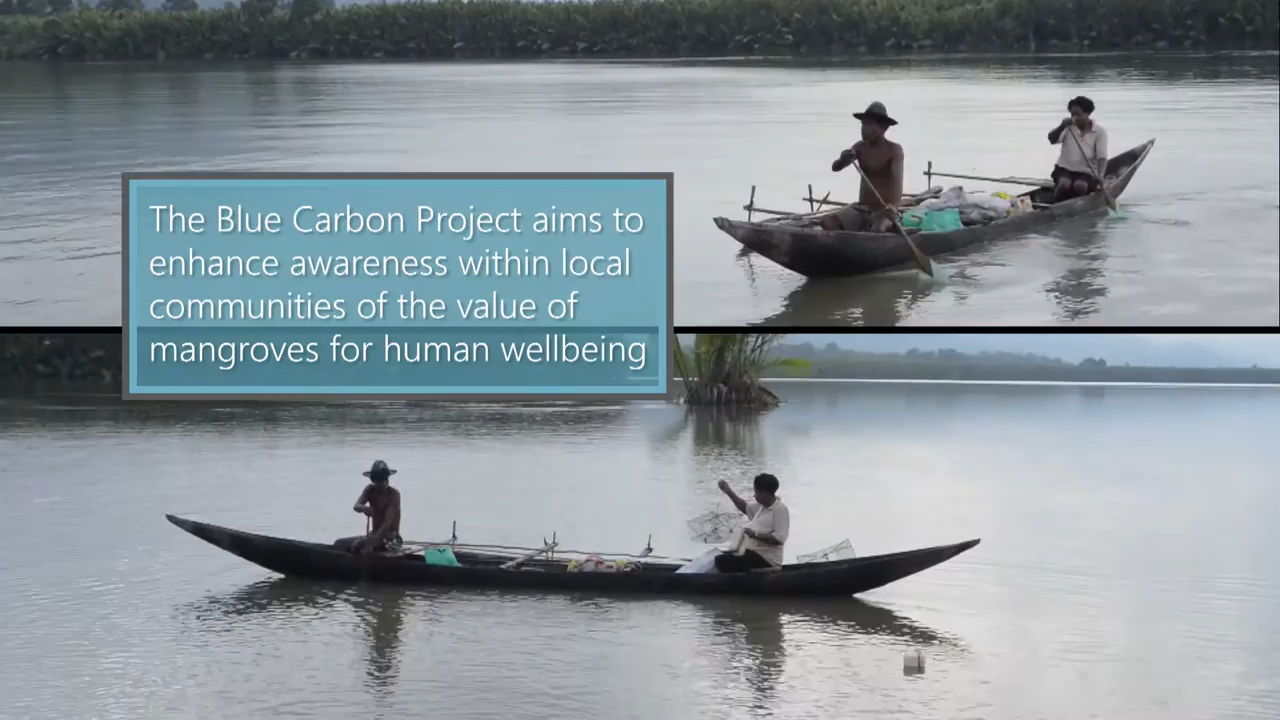 The Blue Carbon Project aims to
enhance awareness within local
communities of the value of
mangroves for human wellbeing